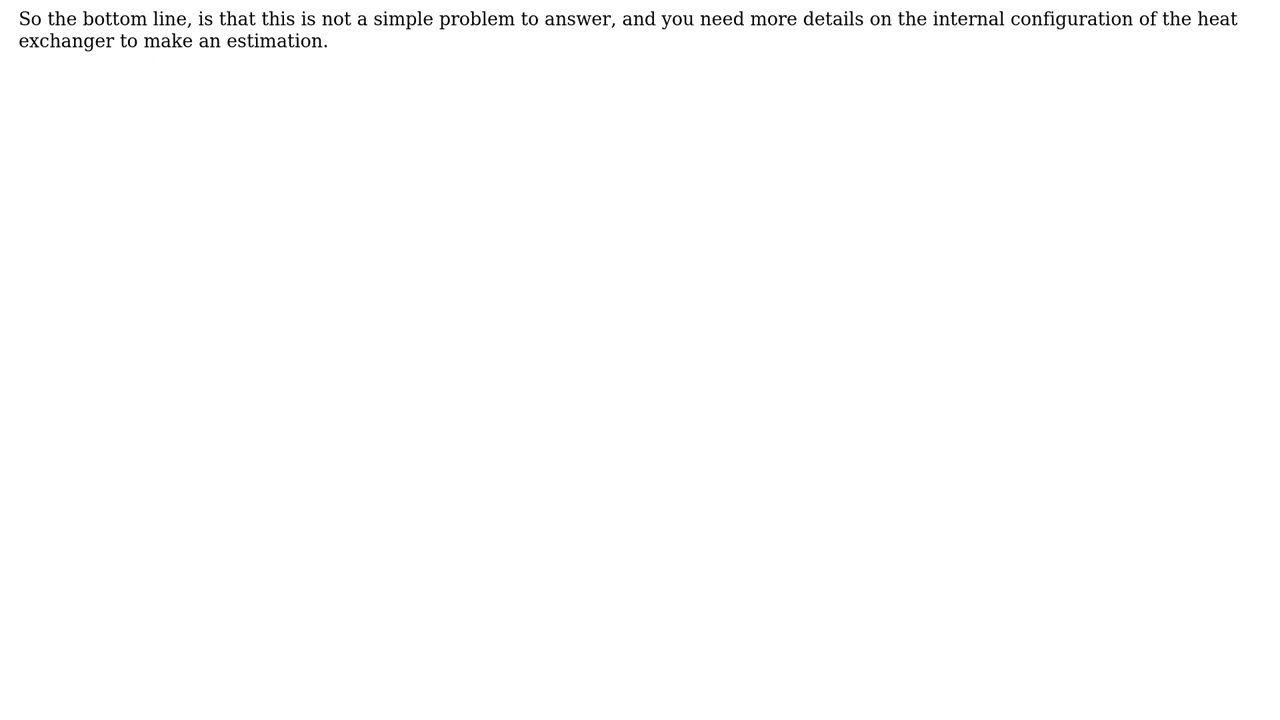 So the bottom line, is that this is not a simple problem to answer, and you need more details on the internal configuration of the heat
exchanger to make an estimation.